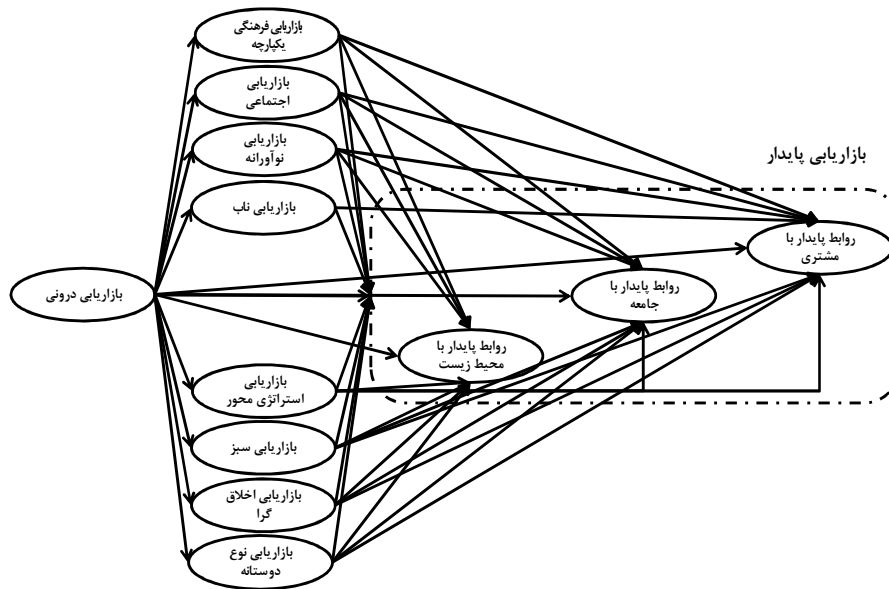 بازاریابی فرهنگی
یکپارچه
بازاریابی
اجتماعی
بازاریابی
نوآورانه
بازاریابی ناب
بازاریابی پایدار
روابط پایدار با
مشتری
روابط پایدار با
جامعه
بازاریابی درونی
روابط پایدار با
محیط زیست
بازاریابی
استراتژی محور
بازاریابی سبز
بازاریابی اخلاق
گرا
بازاریابی نوع
دوستانه